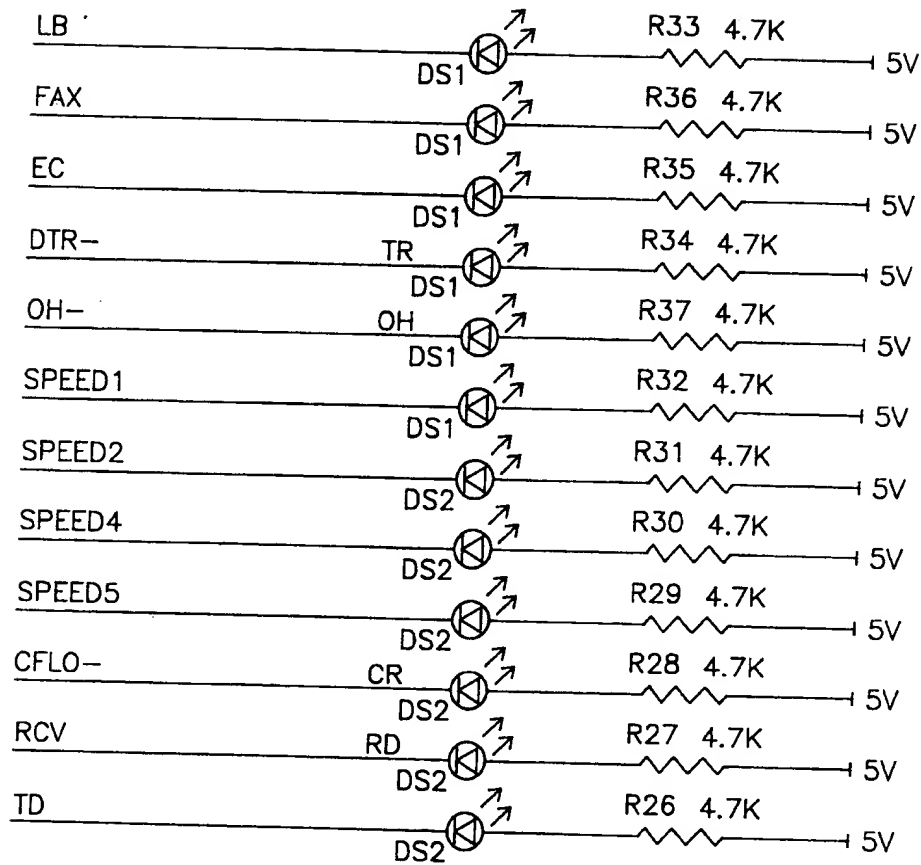 LB R33 4.7K
DS1 5V
FAX R36 4.7K
DS1 5V
EC R35 4.7K
DS1 5V
DTR- TR R34 4.7K
DS1 5V
OH- OH R37 4.7K
DS1 5V
SPEED1 R32 4.7K
DS1 5V
SPEED2 R31 4.7K
DS2 5V
SPEED4 R30 4.7K
DS2 5V
SPEED5 R29 4.7K
DS2 5V
CFLO- CR R28 4.7K
DS2 5V
RCV RD R27 4.7K
DS2 5V
TD R26 4.7K
DS2 5V